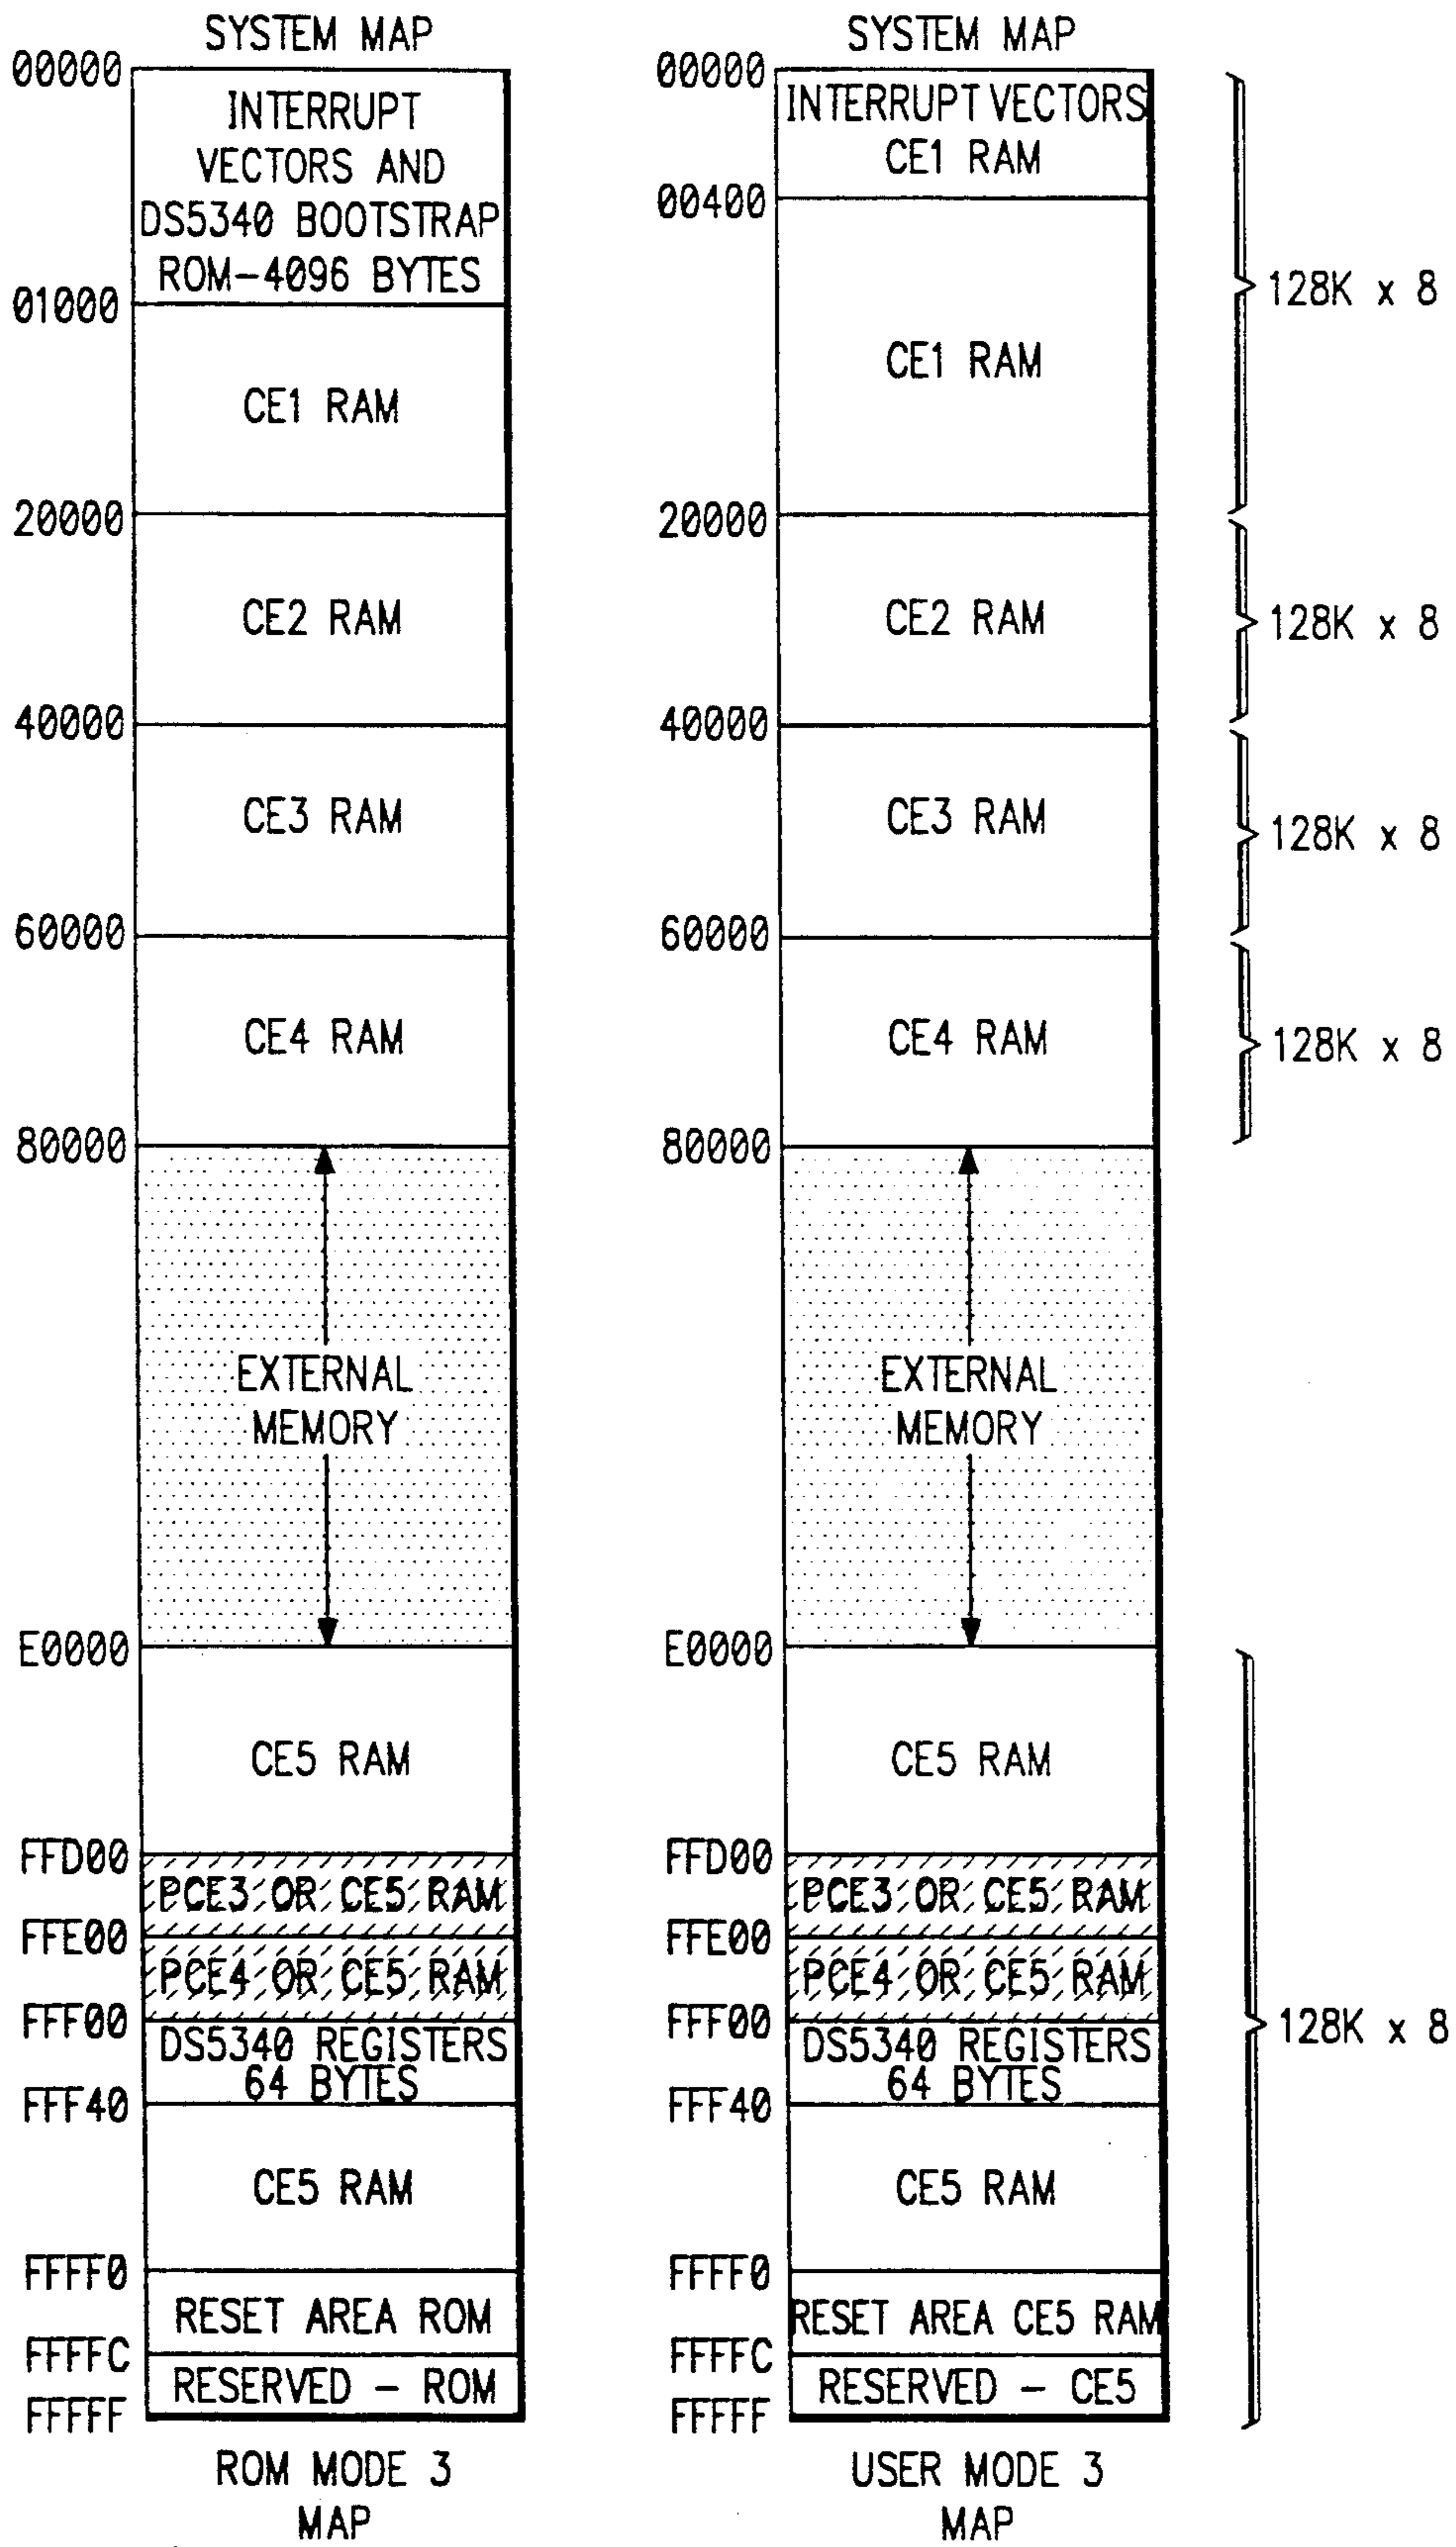 SYSTEM MAP
00000
INTERRUPT
VECTORS AND
DS5340 BOOTSTRAP
ROM-4096 BYTES
01000
CE1 RAM
20000
CE2 RAM
40000
CE3 RAM
60000
CE4 RAM
80000
EXTERNAL
MEMORY
E0000
CE5 RAM
FFD00
PCE3 OR CE5 RAM
FFE00
PCE4 OR CE5 RAM
FFF00
DS5340 REGISTERS
64 BYTES
FFF40
CE5 RAM
FFFF0
RESET AREA ROM
FFFFC
RESERVED - ROM
FFFFF
ROM MODE 3
MAP
SYSTEM MAP
00000
INTERRUPT VECTORS
CE1 RAM
00400
CE1 RAM
128K x 8
20000
CE2 RAM
128K x 8
40000
CE3 RAM
128K x 8
60000
CE4 RAM
128K x 8
80000
EXTERNAL
MEMORY
E0000
CE5 RAM
FFD00
PCE3 OR CE5 RAM
FFE00
PCE4 OR CE5 RAM
FFF00
DS5340 REGISTERS
64 BYTES
128K x 8
FFF40
CE5 RAM
FFFF0
RESET AREA CE5 RAM
FFFFC
RESERVED - CE5
FFFFF
USER MODE 3
MAP